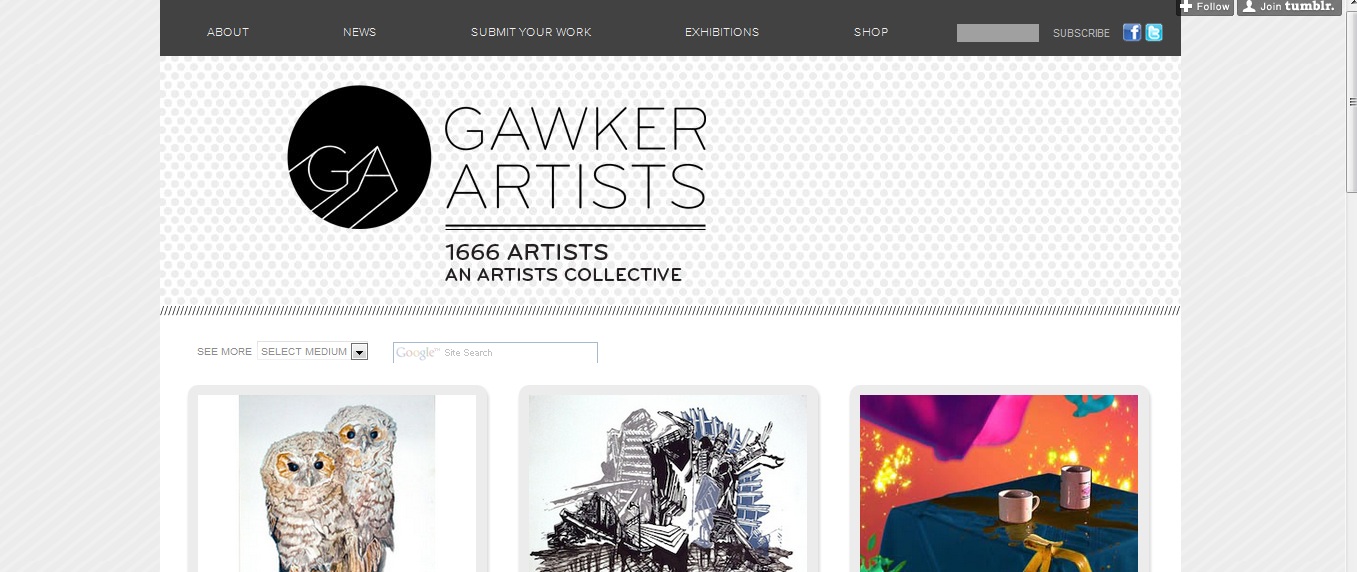 Follow
Join tumblr.
ABOUT
NEWS
SUBMIT YOUR WORK
EXHIBITIONS
SHOP
SUBSCRIBE
GA
GAWKER
ARTISTS
1666 ARTISTS
AN ARTISTS COLLECTIVE
SEE MORE
SELECT MEDIUM
Google™ Site Search